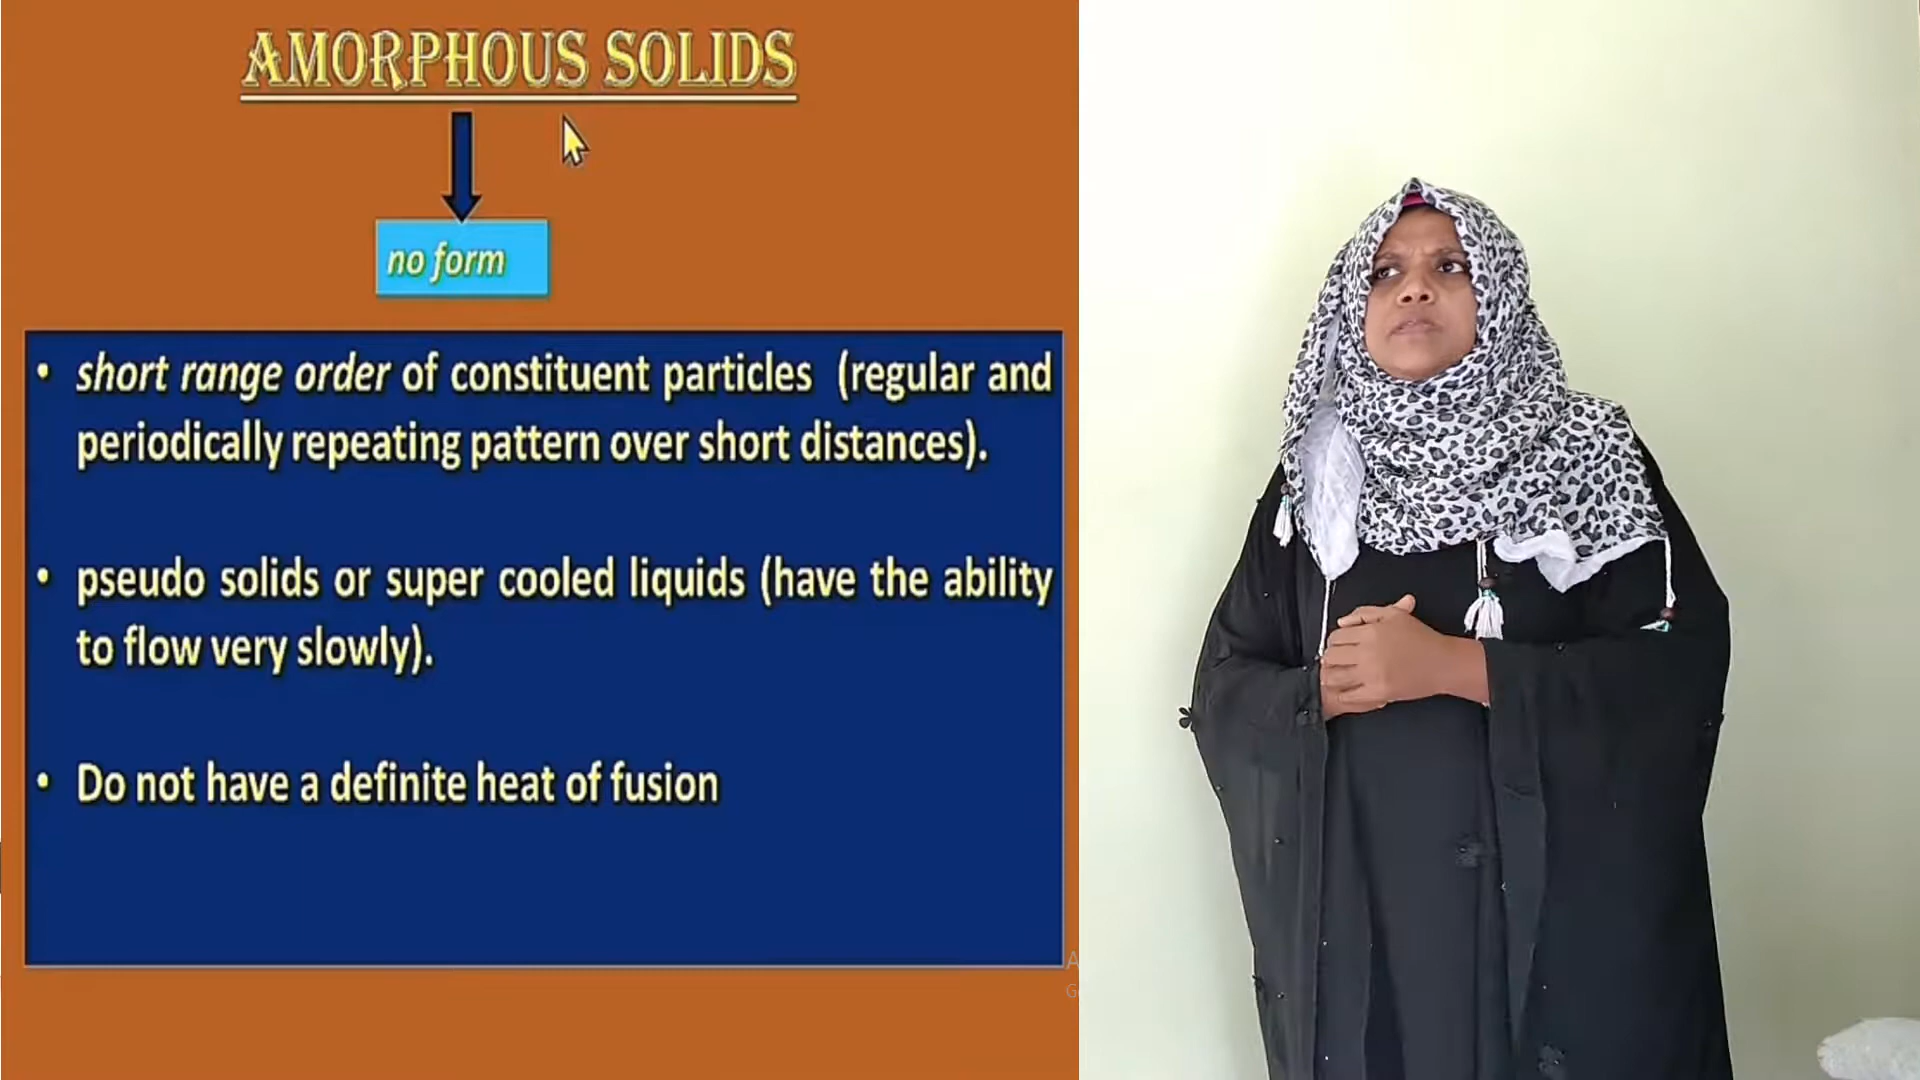 AMORPHOUS SOLIDS
no form
• short range order of constituent particles (regular and
periodically repeating pattern over short distances).
• pseudo solids or super cooled liquids (have the ability
to flow very slowly).
• Do not have a definite heat of fusion